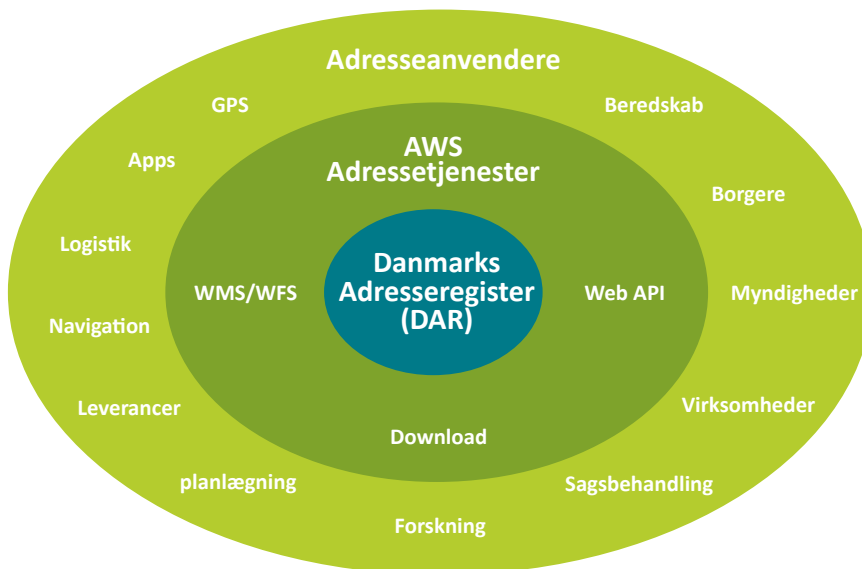 Adresseanvendere
GPS
Beredskab
Apps
AWS
Adressetjenester
Borgere
Logistik
Danmarks
Adresseregister
(DAR)
WMS/WFS
Web API
Myndigheder
Navigation
Leverancer
Virksomheder
Download
planlægning
Sagsbehandling
Forskning